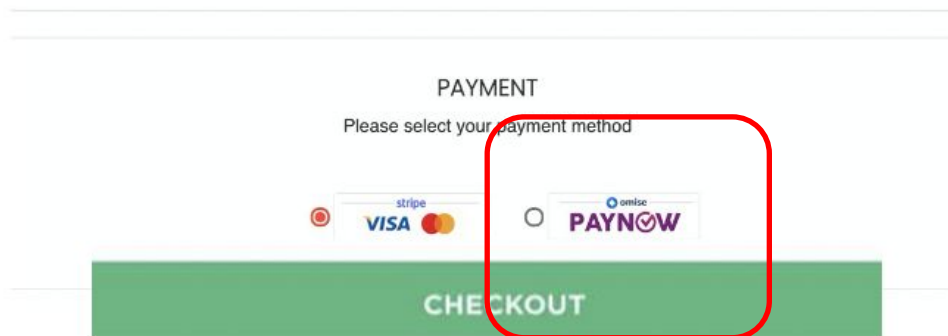 PAYMENT
Please select your payment method
stripe
VISA
omise
PAYNOW
CHECKOUT